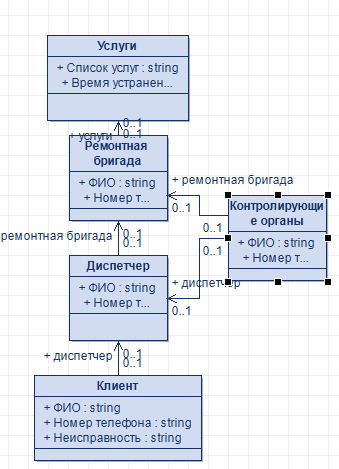 Услуги
+ Список услуг : string
+ Время устранен...
0..1
0..1
+ услуги
Ремонтная
бригада
+ ФИО : string
+ Номер т...
+ ремонтная бригада
0..1
Контролирующи
е органы
+ ФИО : string
+ Номер т...
0..1
0..1
ремонтная бригада
0..1
0..1
Диспетчер
+ ФИО : string
+ Номер т...
+ диспетчер
0..1
+ диспетчер
0..1
0..1
Клиент
+ ФИО : string
+ Номер телефона : string
+ Неисправность : string